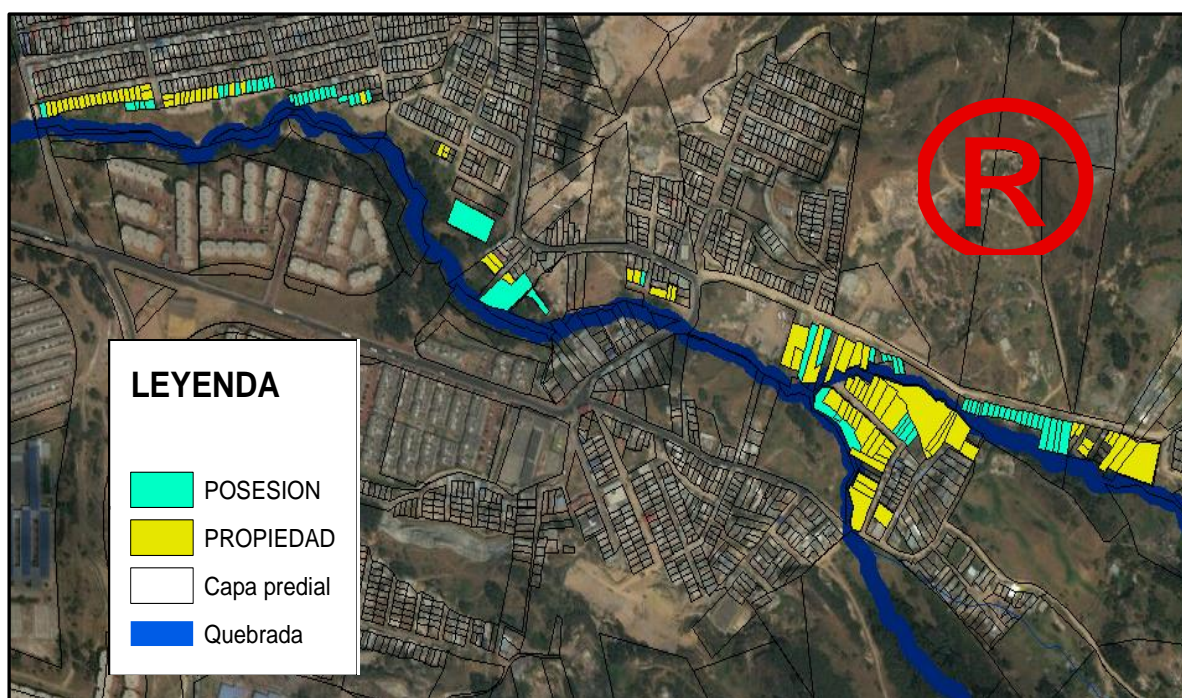 ®
LEYENDA
POSESION
PROPIEDAD
Capa predial
Quebrada